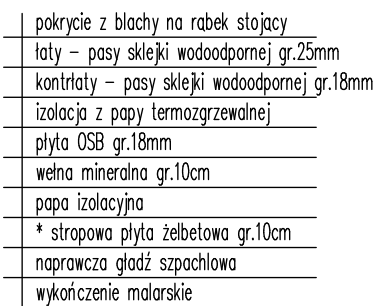 pokrycie z blachy na rąbek stojący
łaty – pasy sklejki wodoodpornej gr.25mm
kontrłaty – pasy sklejki wodoodpornej gr.18mm
izolacja z papy termozgrzewalnej
płyta OSB gr.18mm
wełna mineralna gr.10cm
papa izolacyjna
* stropowa płyta żelbetowa gr.10cm
naprawcza gładź szpachlowa
wykończenie malarskie